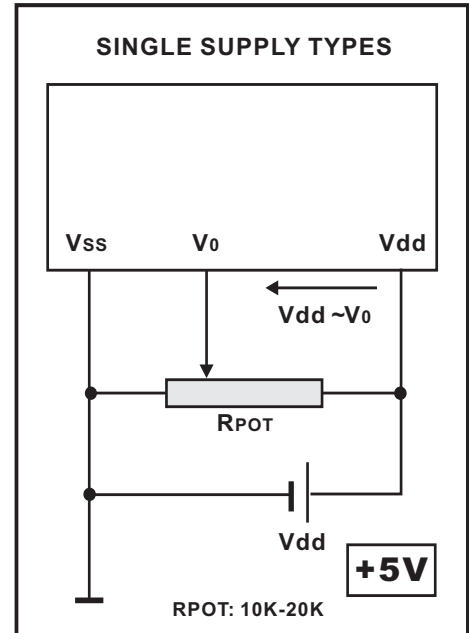 SINGLE SUPPLY TYPES
VSS V0 Vdd
Vdd ~V0
RPOT
Vdd
+5V
RPOT: 10K-20K